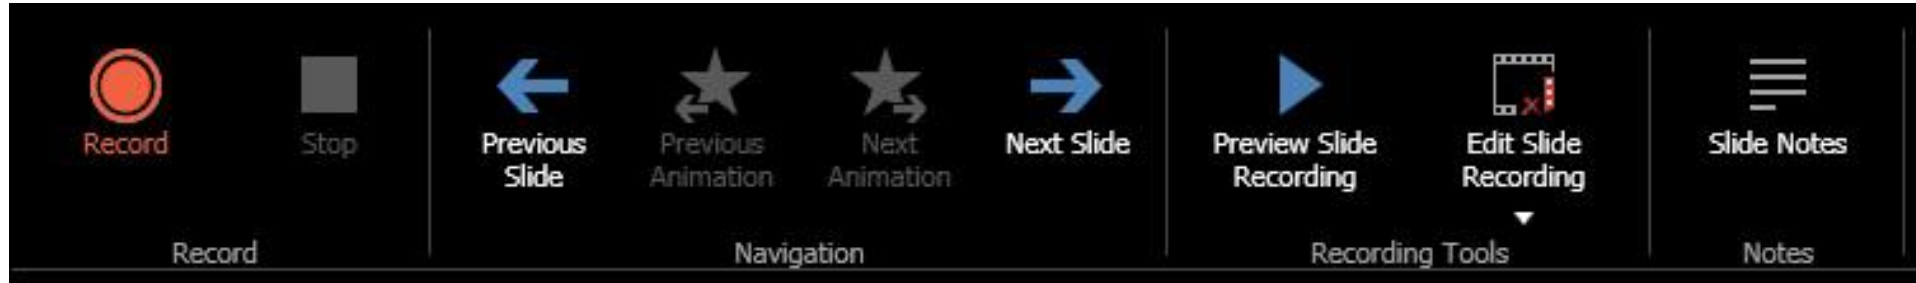 Record
Stop
Previous
Slide
Previous
Animation
Next
Animation
Next Slide
Preview Slide
Recording
Edit Slide
Recording
Slide Notes
Record
Navigation
Recording Tools
Notes